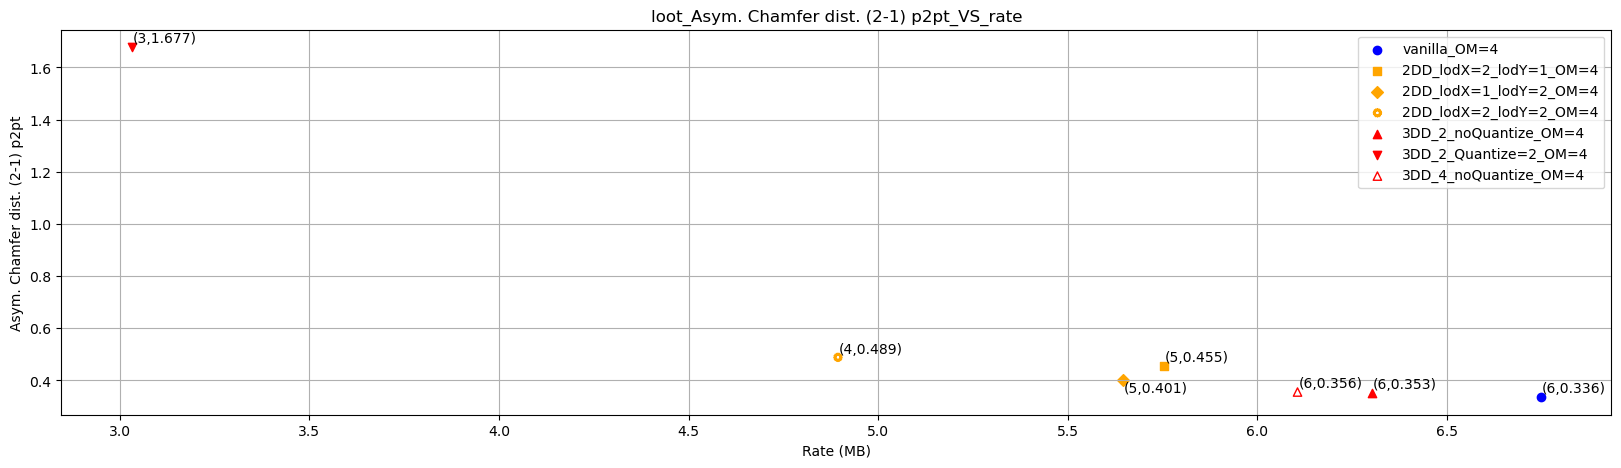 loot_Asym. Chamfer dist. (2-1) p2pt_VS_rate
(3,1.677)
vanilla_OM=4
2DD_lodX=2_lodY=1_OM=4
2DD_lodX=1_lodY=2_OM=4
2DD_lodX=2_lodY=2_OM=4
3DD_2_noQuantize_OM=4
3DD_2_Quantize=2_OM=4
3DD_4_noQuantize_OM=4
1.6
1.4
1.2
1.0
0.8
0.6
0.4
Asym. Chamfer dist. (2-1) p2pt
(4,0.489)
(5,0.455)
(5,0.401)
(6,0.356)
(6,0.353)
(6,0.336)
3.0 3.5 4.0 4.5 5.0 5.5 6.0 6.5
Rate (MB)